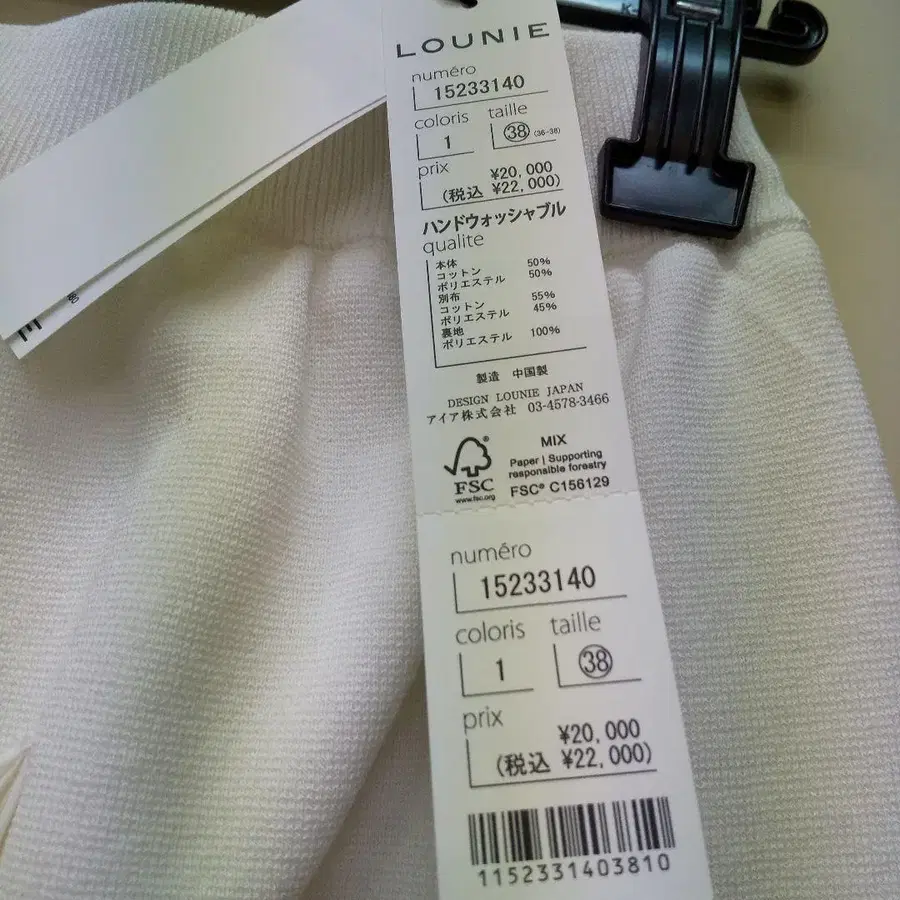 LOUNIE
numéro
15233140
coloris taille
1 38 (36-38)
prix
¥20,000
(税込 ¥22,000)
ハンドウォッシャブル
qualite
本体
コットン 50%
ポリエステル 50%
別布
コットン 55%
ポリエステル 45%
裏地
ポリエステル 100%
製造 中国製
DESIGN LOUNIE JAPAN
アイア株式会社 03-4578-3466
FSC
www.fsc.org
MIX
Paper | Supporting
responsible forestry
FSC® C156129
numéro
15233140
coloris taille
1 38
prix
¥20,000
(税込 ¥22,000)
1152331403810